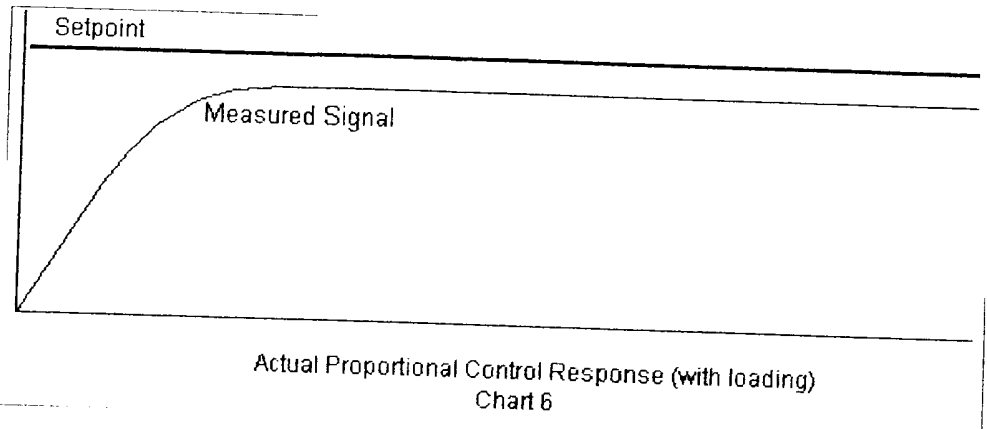 Setpoint
Measured Signal
Actual Proportional Control Response (with loading)
Chart 6